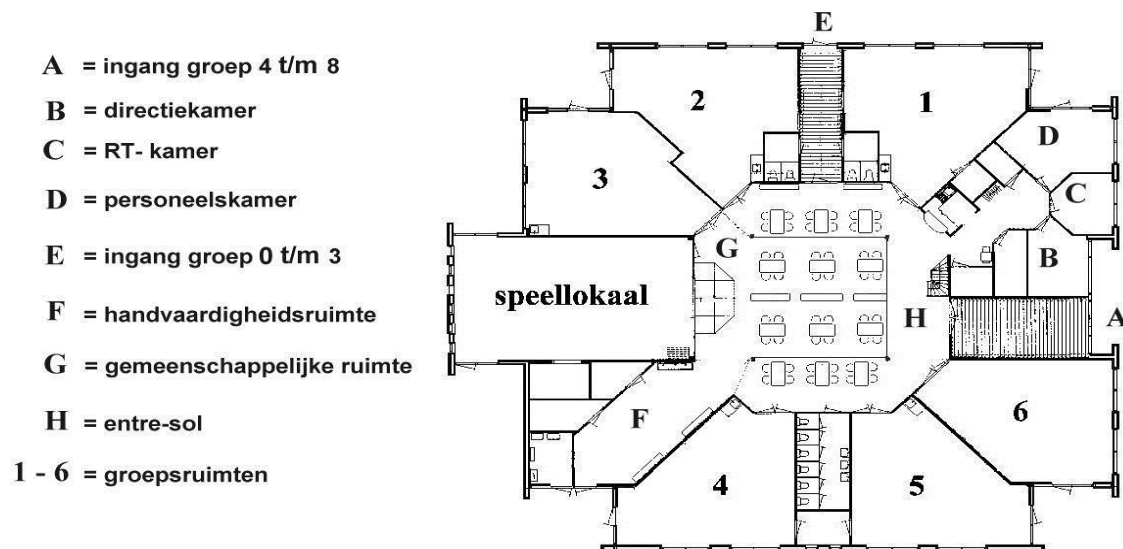 A = ingang groep 4 t/m 8
B = directiekamer
C = RT- kamer
D = personeelskamer
E = ingang groep 0 t/m 3
F = handvaardigheidsruimte
G = gemeenschappelijke ruimte
H = entre-sol
1 - 6 = groepsruimten
E
2
1
D
3
C
G
B
speellokaal
H
A
F
6
4
5